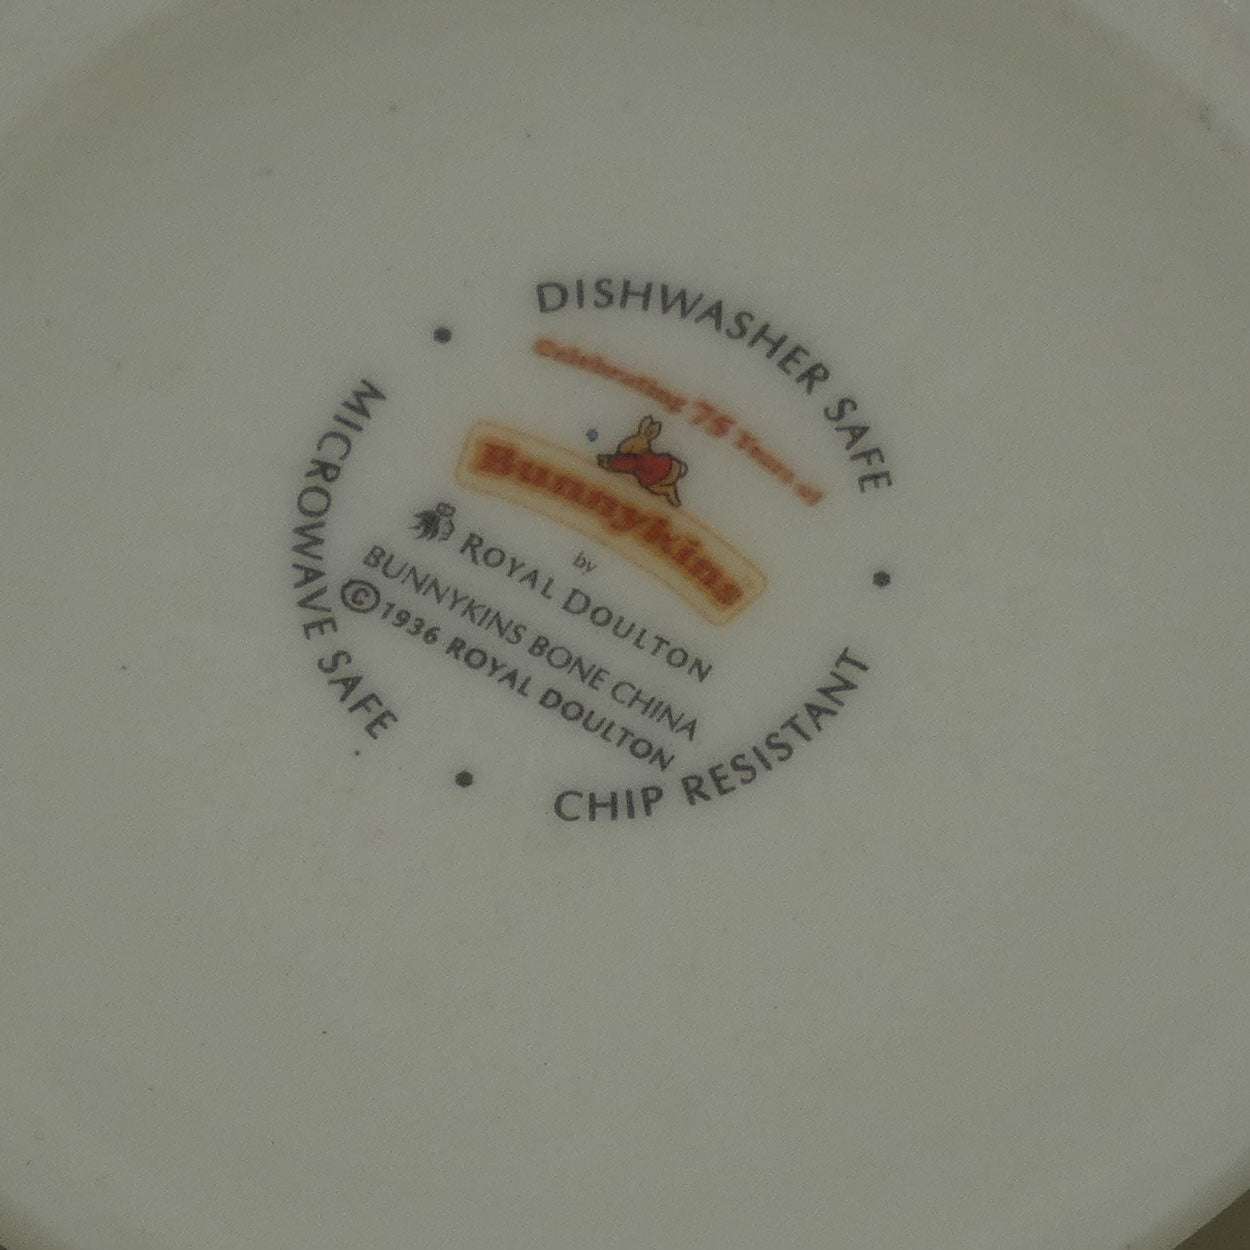 DISHWASHER SAFE
Celebrating 75 Years of
Bunnykins
by
ROYAL DOULTON
BUNNYKINS BONE CHINA
©1936 ROYAL DOULTON
CHIP RESISTANT
MICROWAVE SAFE